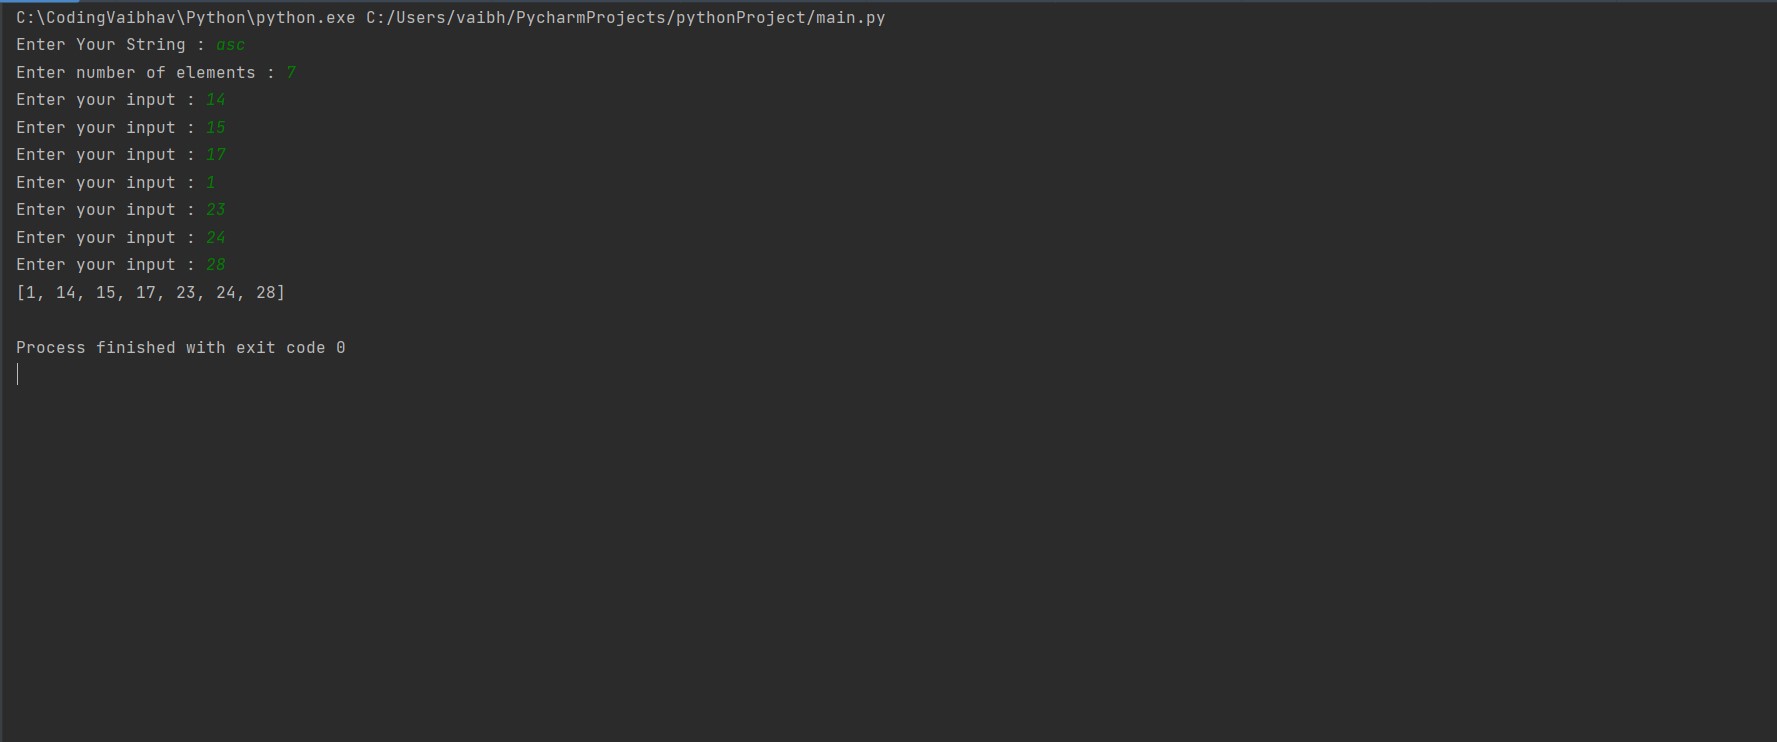 C:\CodingVaibhav\Python\python.exe C:/Users/vaibh/PycharmProjects/pythonProject/main.py
Enter Your String : asc
Enter number of elements : 7
Enter your input : 14
Enter your input : 15
Enter your input : 17
Enter your input : 1
Enter your input : 23
Enter your input : 24
Enter your input : 28
[1, 14, 15, 17, 23, 24, 28]
Process finished with exit code 0